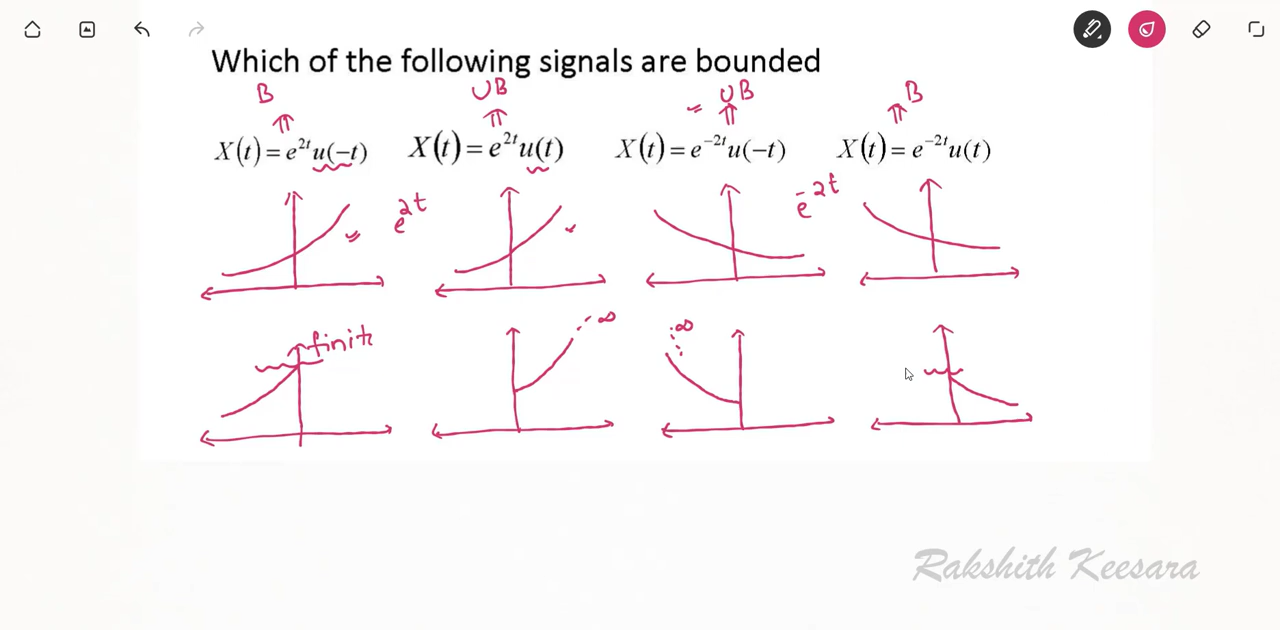 Which of the following signals are bounded
B UB UB B
X(t) = e^{2t}u(−t) X(t) = e^{2t}u(t) X(t) = e^{−2t}u(−t) X(t) = e^{−2t}u(t)
e^{2t} e^{-2t}
finite ∞ ∞
Rakshith Keesara